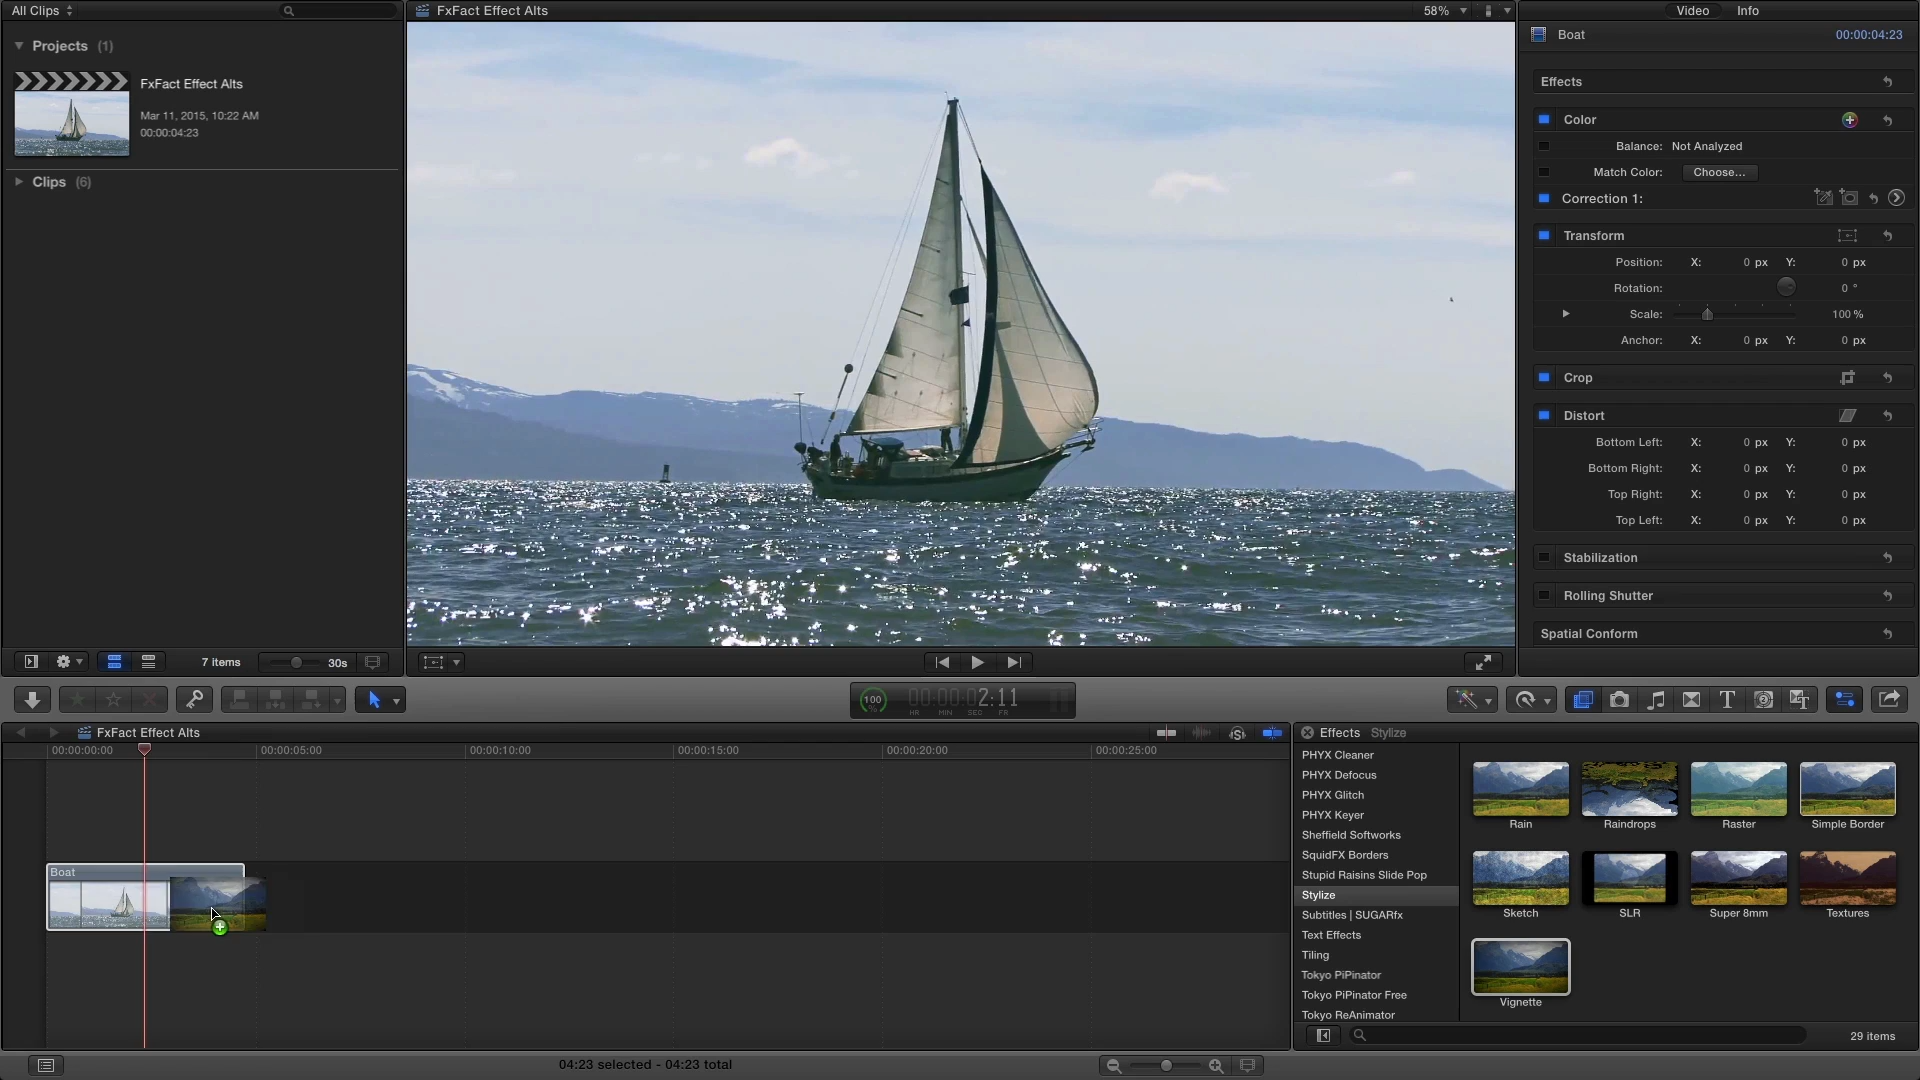 All Clips
Projects (1)
FxFact Effect Alts
Mar 11, 2015, 10:22 AM
00:00:04:23
Clips (6)
7 items
30s
FxFact Effect Alts
58%
Video Info
Boat 00:00:04:23
Effects
Color
Balance: Not Analyzed
Match Color: Choose...
Correction 1:
Transform
Position: X: 0 px Y: 0 px
Rotation: 0 °
Scale: 100 %
Anchor: X: 0 px Y: 0 px
Crop
Distort
Bottom Left: X: 0 px Y: 0 px
Bottom Right: X: 0 px Y: 0 px
Top Right: X: 0 px Y: 0 px
Top Left: X: 0 px Y: 0 px
Stabilization
Rolling Shutter
Spatial Conform
100 % 00:00:02:11
HR MIN SEC FR
FxFact Effect Alts
00:00:00:00 00:00:05:00 00:00:10:00 00:00:15:00 00:00:20:00 00:00:25:00
Boat
Effects Stylize
PHYX Cleaner
PHYX Defocus
PHYX Glitch
PHYX Keyer
Sheffield Softworks
SquidFX Borders
Stupid Raisins Slide Pop
Stylize
Subtitles | SUGARfx
Text Effects
Tiling
Tokyo PiPinator
Tokyo PiPinator Free
Tokyo ReAnimator
Rain Raindrops Raster Simple Border
Sketch SLR Super 8mm Textures
Vignette
29 items
04:23 selected - 04:23 total